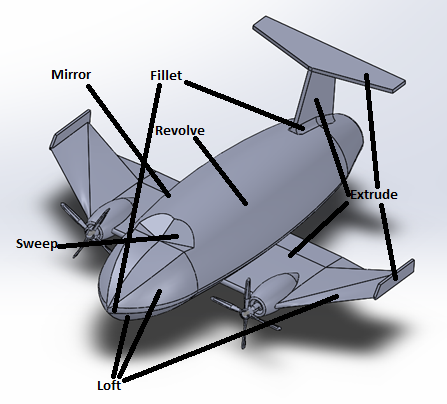 Mirror
Fillet
Revolve
Extrude
Sweep
Loft